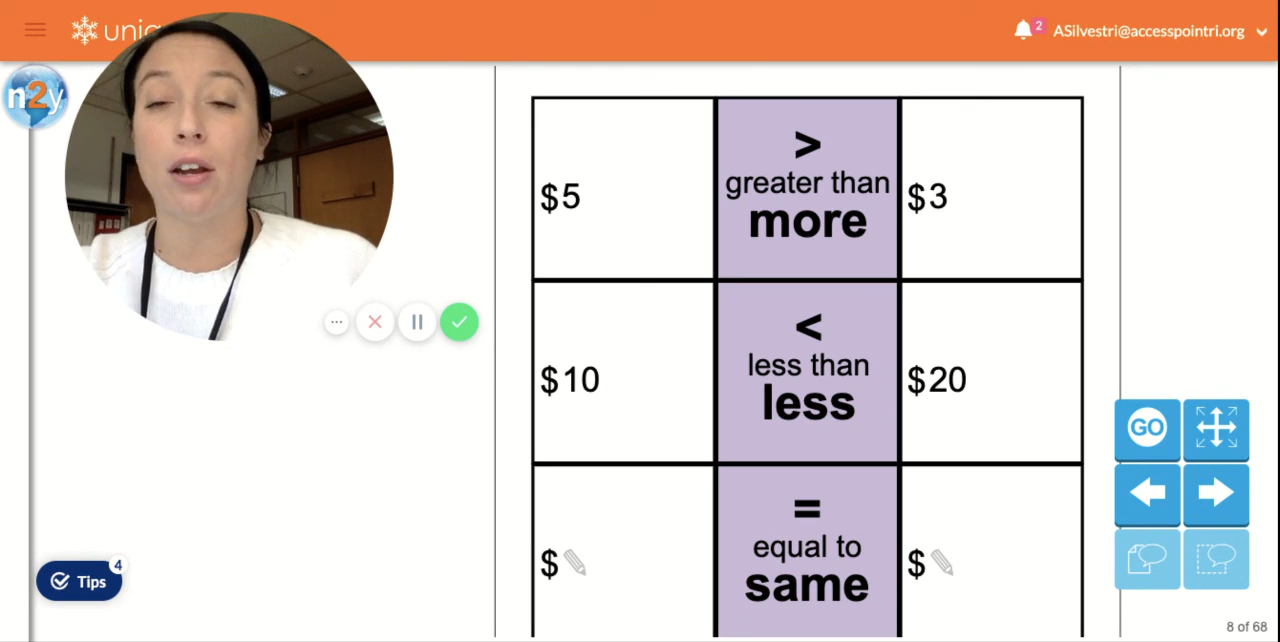 uniq
2
ASilvestri@accesspointri.org
n2y
$5
>
greater than
more
$3
$10
<
less than
less
$20
$
=
equal to
same
$
GO
Tips
4
8 of 68